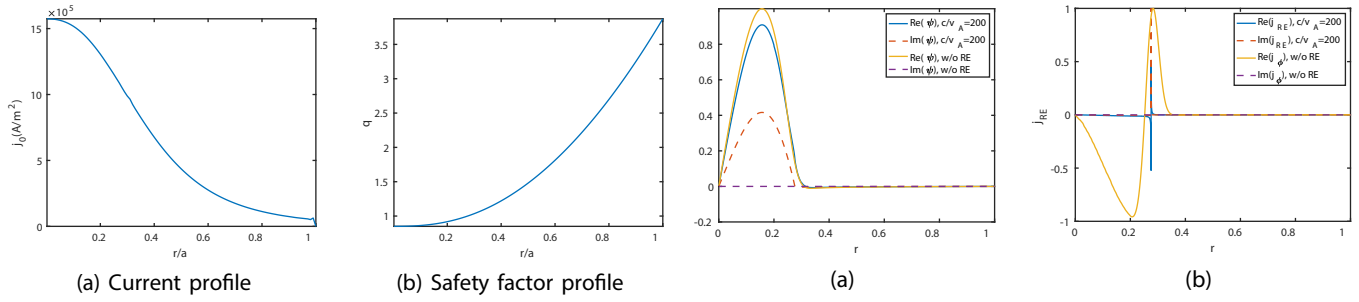 ×10⁵
15
10
5
0
j₀(A/m²)
0.2
0.4
0.6
0.8
1
r/a
(a) Current profile
3.5
3
2.5
2
1.5
1
q
0.2
0.4
0.6
0.8
1
r/a
(b) Safety factor profile
0.8
0.6
0.4
0.2
0
-0.2
Re(ψ), c/v_A=200
Im(ψ), c/v_A=200
Re(ψ), w/o RE
Im(ψ), w/o RE
0
0.2
0.4
0.6
0.8
1
r
(a)
1
0.5
0
-0.5
-1
j_RE
Re(j_RE), c/v_A=200
Im(j_RE), c/v_A=200
Re(j_ϕ), w/o RE
Im(j_ϕ), w/o RE
0
0.2
0.4
0.6
0.8
1
r
(b)